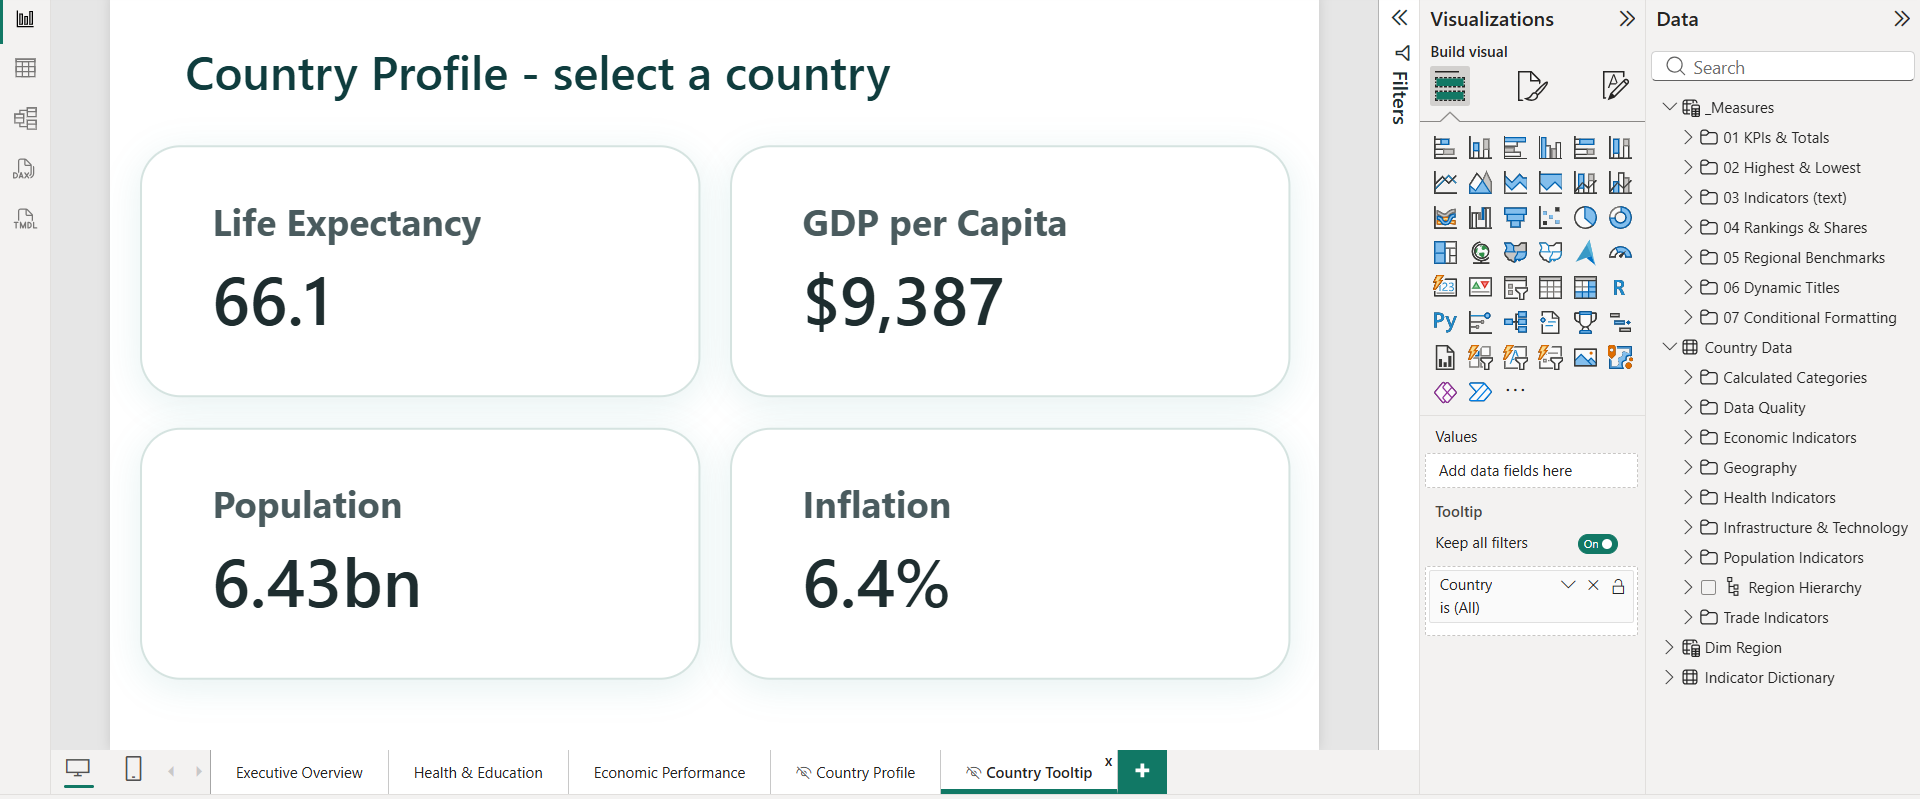 Country Profile - select a country
Life Expectancy
66.1
GDP per Capita
$9,387
Population
6.43bn
Inflation
6.4%
DAX
TMDL
Executive Overview
Health & Education
Economic Performance
Country Profile
Country Tooltip
x
+
Filters
Visualizations
Build visual
123
R
Py
...
Values
Add data fields here
Tooltip
Keep all filters
On
Country
is (All)
Data
Search
_Measures
01 KPIs & Totals
02 Highest & Lowest
03 Indicators (text)
04 Rankings & Shares
05 Regional Benchmarks
06 Dynamic Titles
07 Conditional Formatting
Country Data
Calculated Categories
Data Quality
Economic Indicators
Geography
Health Indicators
Infrastructure & Technology
Population Indicators
Region Hierarchy
Trade Indicators
Dim Region
Indicator Dictionary